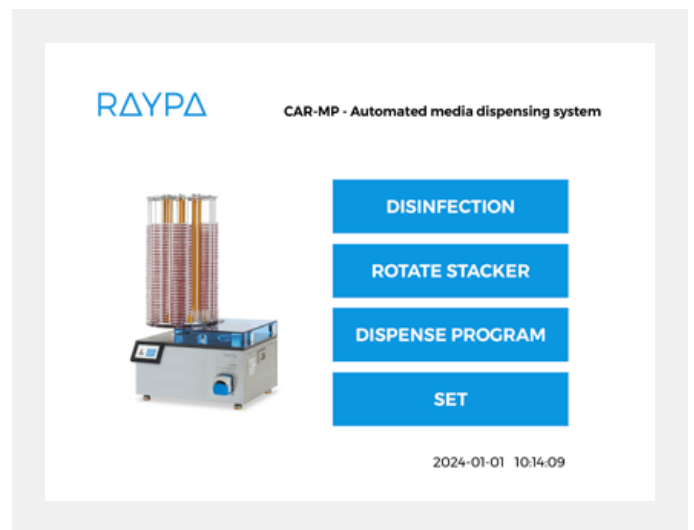 RAYPA
CAR-MP - Automated media dispensing system
DISINFECTION
ROTATE STACKER
DISPENSE PROGRAM
SET
2024-01-01 10:14:09